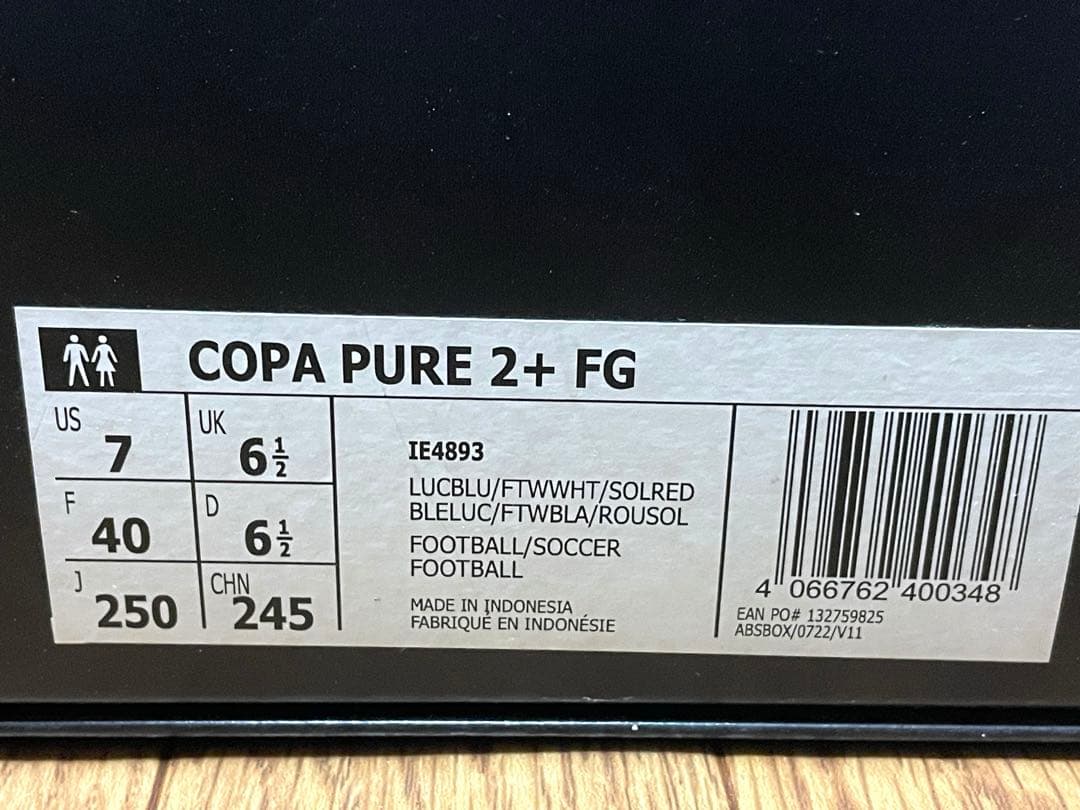 COPA PURE 2+ FG
US 7
UK 6½
F 40
D 6½
J 250
CHN 245
IE4893
LUCBLU/FTWWHT/SOLRED
BLELUC/FTWBLA/ROUSOL
FOOTBALL/SOCCER
FOOTBALL
MADE IN INDONESIA
FABRIQUÉ EN INDONÉSIE
4 066762 400348
EAN PO# 132759825
ABSBOX/0722/V11